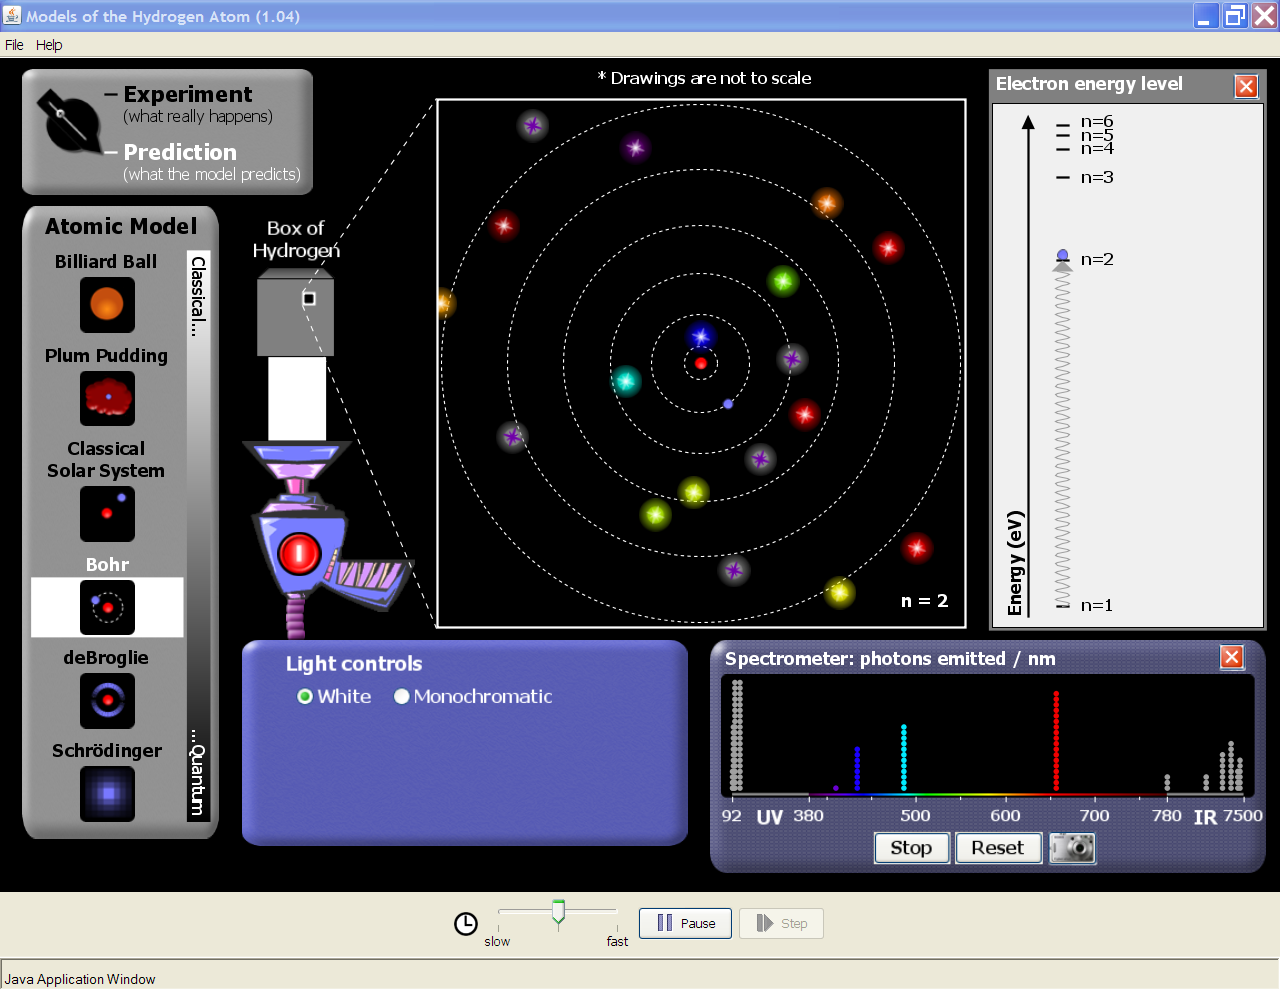 Models of the Hydrogen Atom (1.04)
File Help
* Drawings are not to scale
Experiment
(what really happens)
Prediction
(what the model predicts)
Atomic Model
Billiard Ball
Plum Pudding
Classical
Solar System
Bohr
deBroglie
Schrödinger
Classical...
...Quantum
Box of
Hydrogen
n = 2
Electron energy level
n=6
n=5
n=4
n=3
n=2
n=1
Energy (eV)
Light controls
White Monochromatic
Spectrometer: photons emitted / nm
92 UV 380 500 600 700 780 IR 7500
Stop Reset
slow fast
Pause Step
Java Application Window